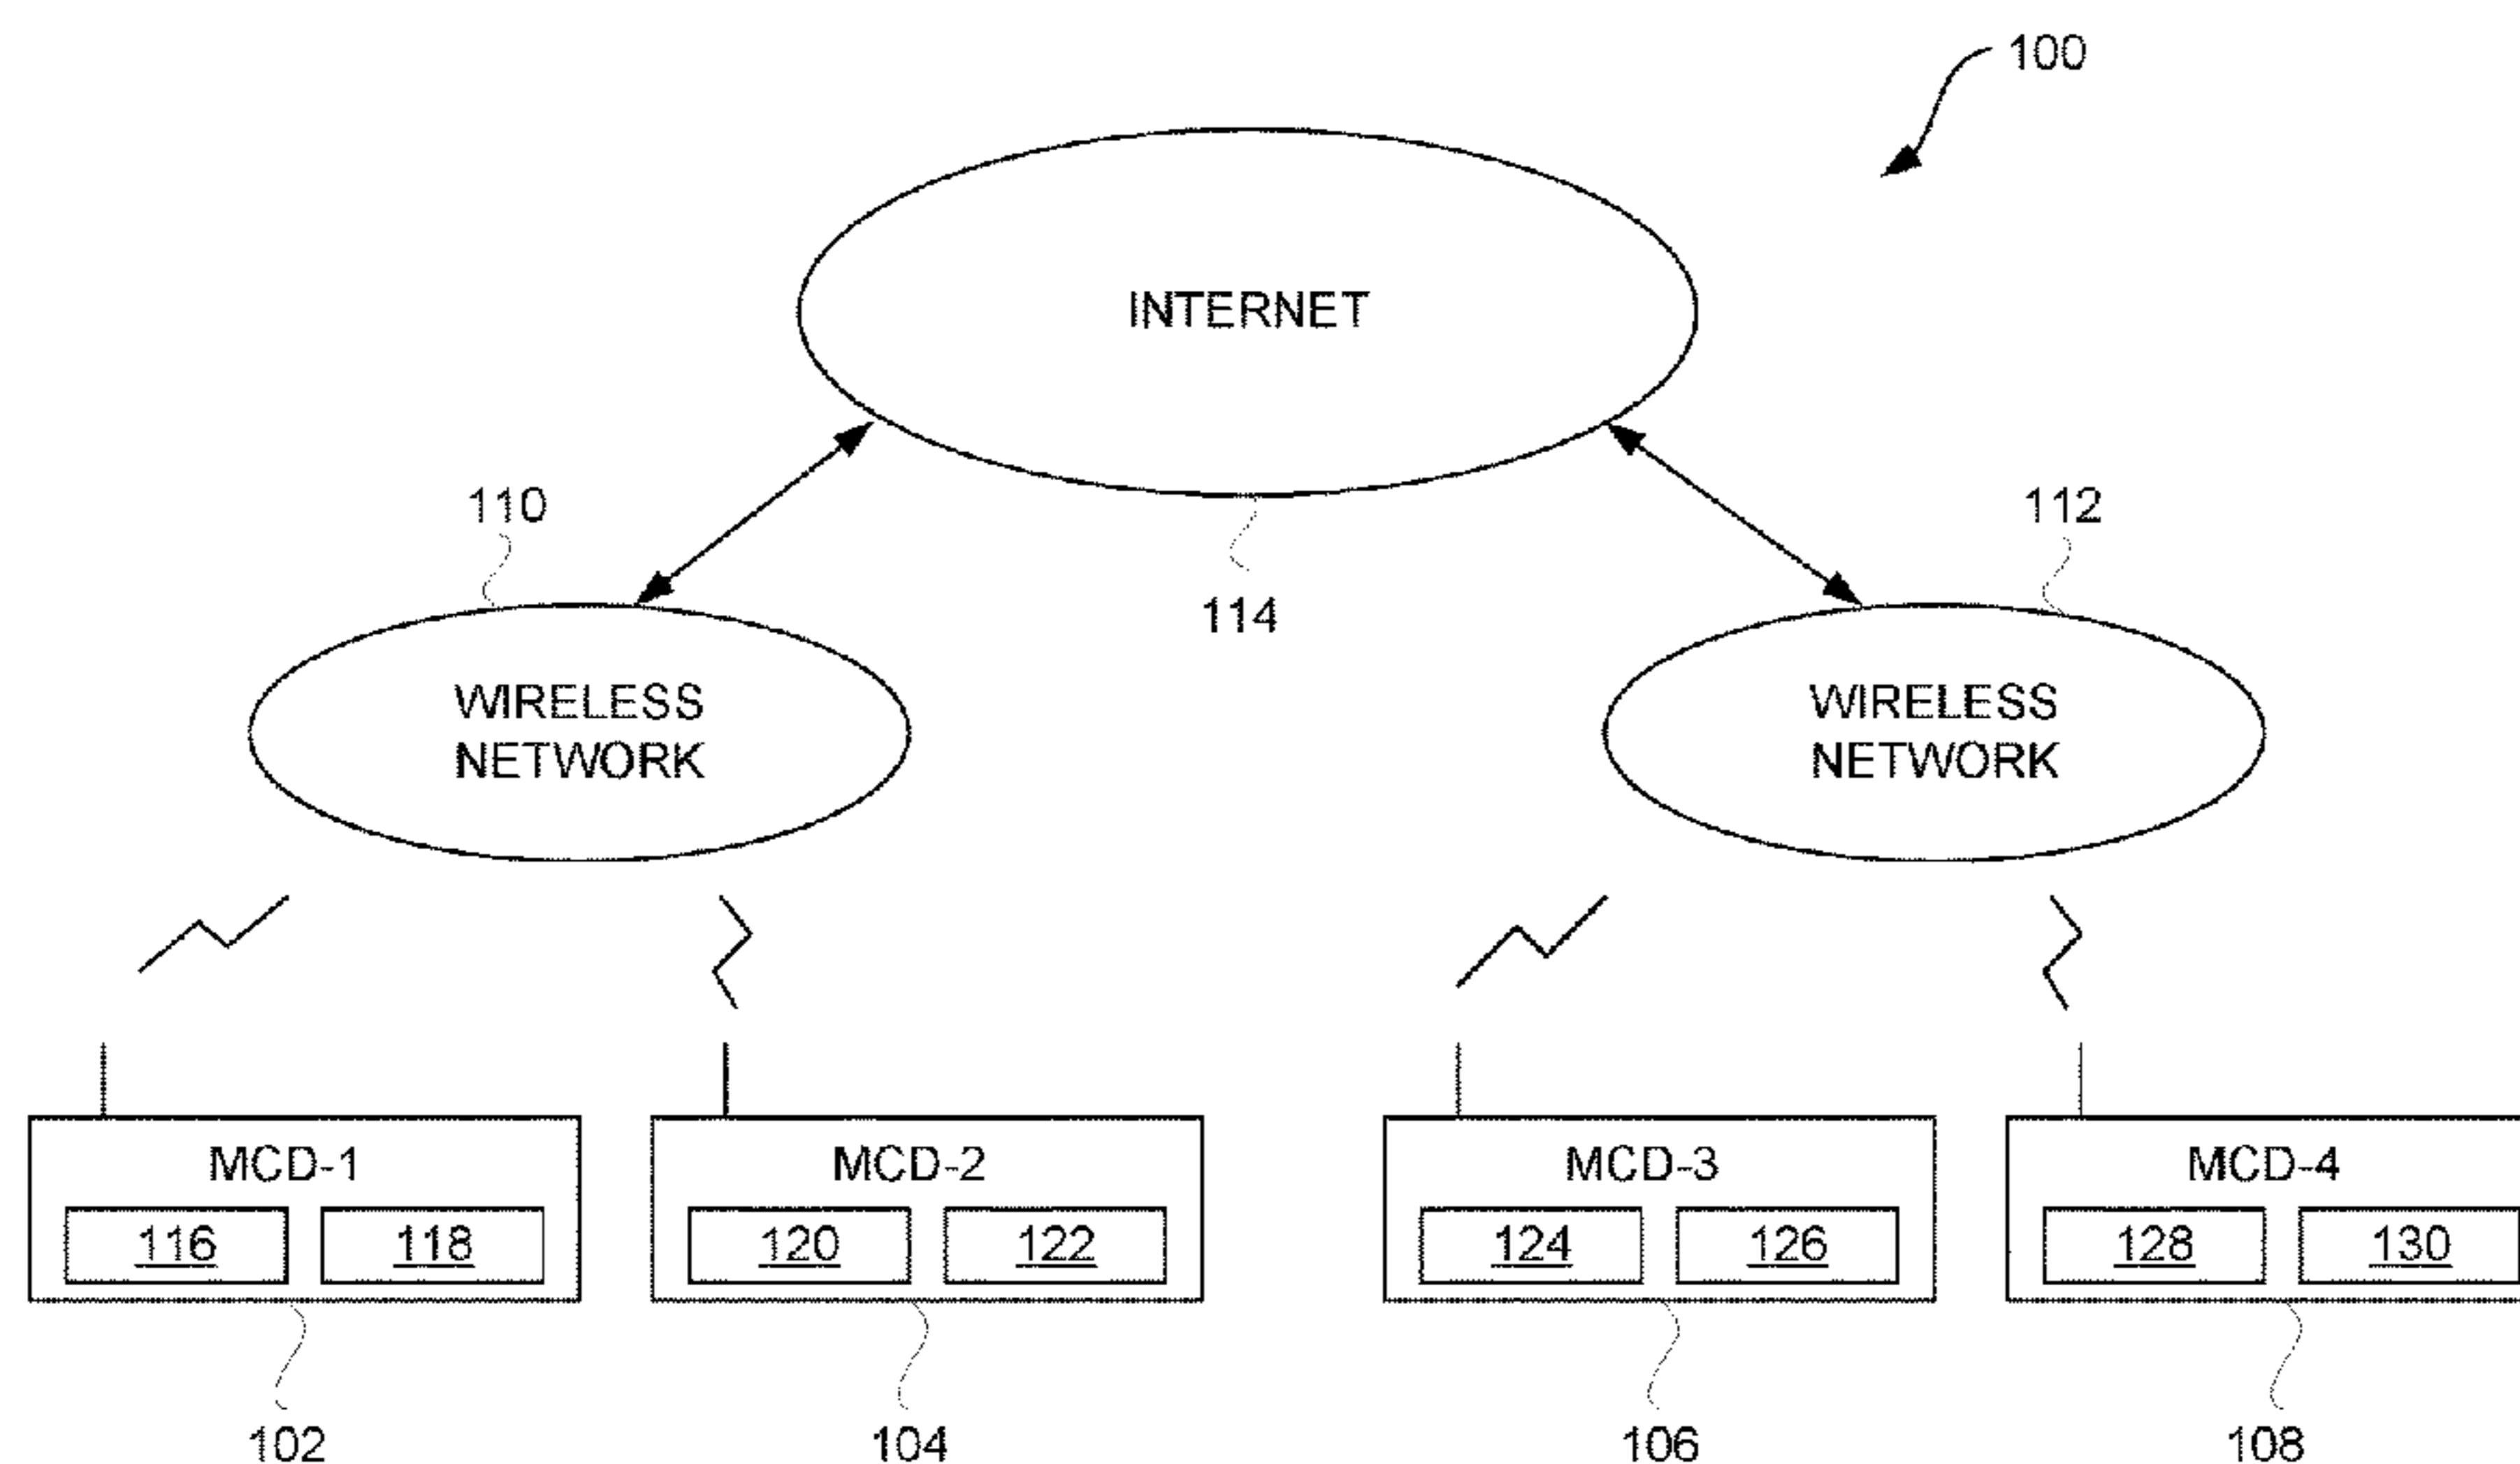 100
INTERNET
110
112
114
WIRELESS
NETWORK
WIRELESS
NETWORK
MCD-1
MCD-2
MCD-3
MCD-4
116
118
120
122
124
126
128
130
102
104
106
108